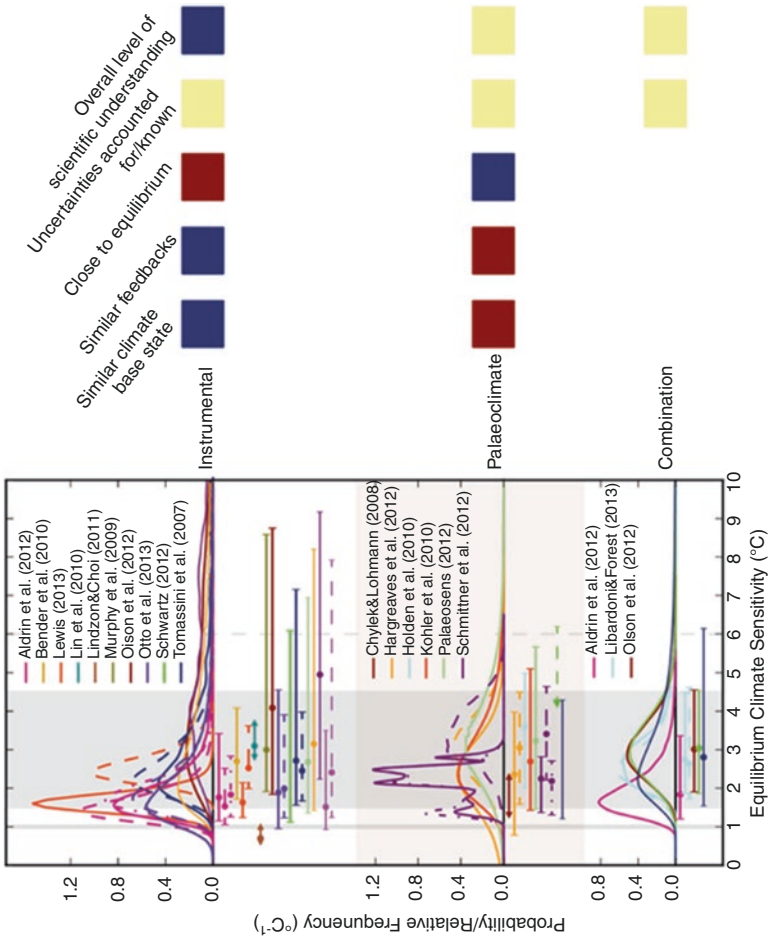 Overall level of
scientific understanding
Uncertainties accounted
for/known
Close to equilibrium
Similar feedbacks
Similar climate
base state
Instrumental
Palaeoclimate
Combination
Aldrin et al. (2012)
Bender et al. (2010)
Lewis (2013)
Lin et al. (2010)
Lindzon&Choi (2011)
Murphy et al. (2009)
Olson et al. (2012)
Otto et al. (2013)
Schwartz (2012)
Tomassini et al. (2007)
Chylek&Lohmann (2008)
Hargreaves et al. (2012)
Holden et al. (2010)
Kohler et al. (2010)
Palaeosens (2012)
Schmittner et al. (2012)
Aldrin et al. (2012)
Libardoni&Forest (2013)
Olson et al. (2012)
1.2
0.8
0.4
0.0
1.2
0.8
0.4
0.0
0.8
0.4
0.0
Probability/Relative Frequnency (°C⁻¹)
0 1 2 3 4 5 6 7 8 9 10
Equilibrium Climate Sensitivity (°C)